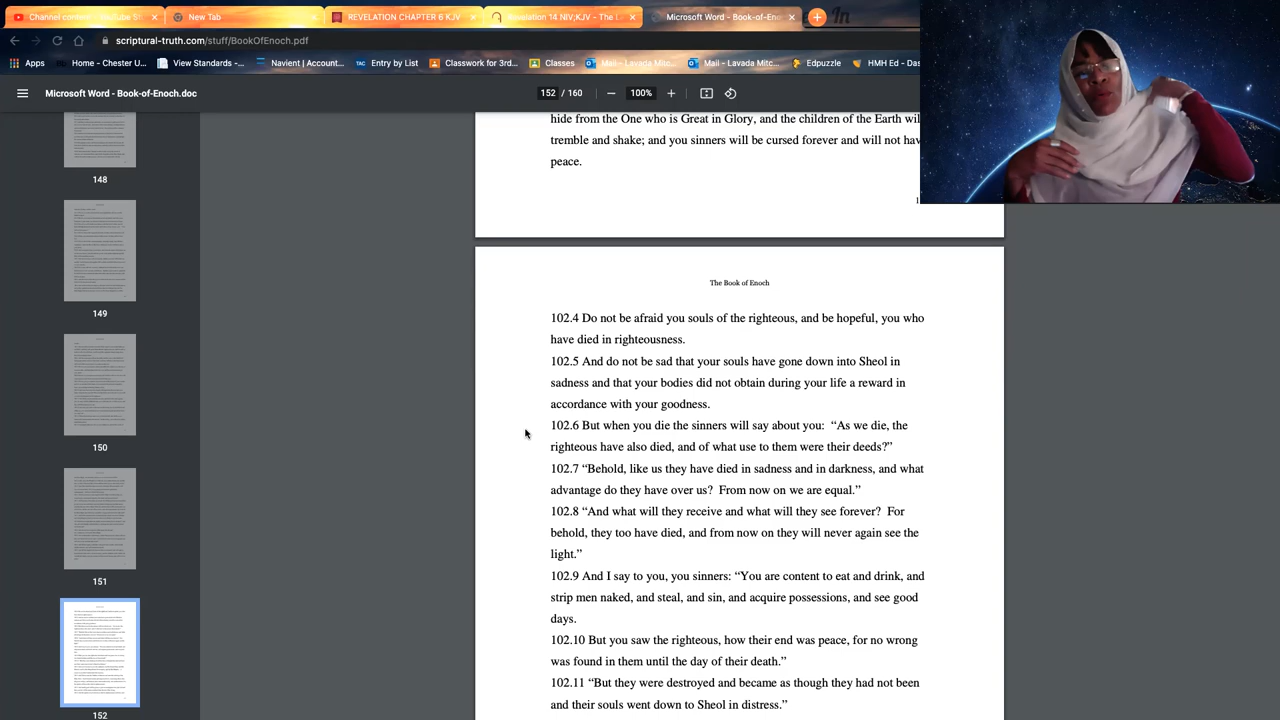 Channel content - YouTube St
New Tab
REVELATION CHAPTER 6 KJV
Revelation 14 NIV;KJV - The L
Microsoft Word - Book-of-Eno
scriptural-truth.com/stuff/BookOfEnoch.pdf
Apps
Home - Chester U...
View Standards -...
Navient | Account...
TAC Entry by List
Classwork for 3rd...
Classes
Mail – Lavada Mitc...
Mail – Lavada Mitc...
Edpuzzle
HMH Ed - Das
Microsoft Word - Book-of-Enoch.doc
152 / 160
100%
148
149
150
151
152
hide from the One who is Great in Glory, and the children of the Earth will
tremble and shake; and you sinners will be cursed forever and will not hav
peace.
The Book of Enoch
102.4 Do not be afraid you souls of the righteous, and be hopeful, you who
have died in righteousness.
102.5 And do not be sad that your souls have gone down into Sheol in
sadness and that your bodies did not obtain during your life a reward in
accordance with your goodness.
102.6 But when you die the sinners will say about you:  “As we die, the
righteous have also died, and of what use to them were their deeds?”
102.7 “Behold, like us they have died in sadness and in darkness, and what
advantage do they have over us?  From now on we are equal.”
102.8 “And what will they receive and what will they see forever?  For
behold, they too have died, and from now on they will never again see the
light.”
102.9 And I say to you, you sinners: “You are content to eat and drink, and
strip men naked, and steal, and sin, and acquire possessions, and see good
days.
102.10 But you saw the righteous, how their end was peace, for no wrong
was found in them until the day of their death.”
102.11 “But they were destroyed and became as though they had not been
and their souls went down to Sheol in distress.”